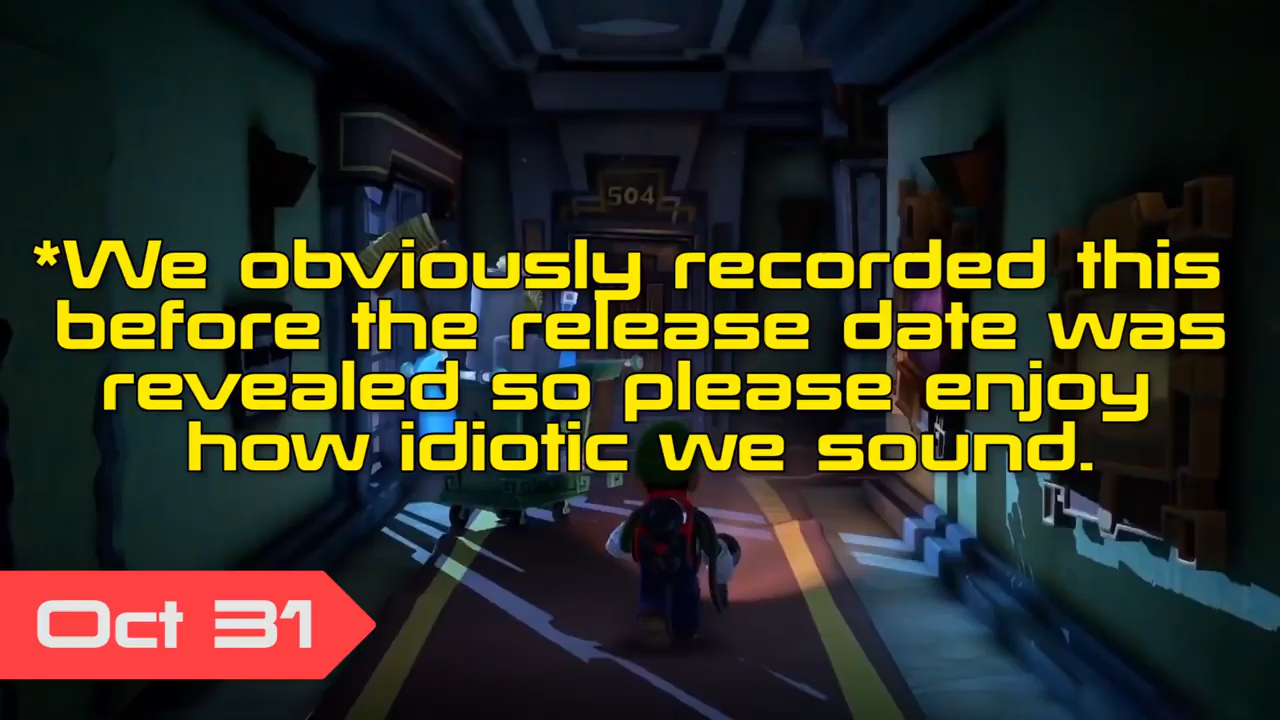 504
*We obviously recorded this
before the release date was
revealed so please enjoy
how idiotic we sound.
Oct 31